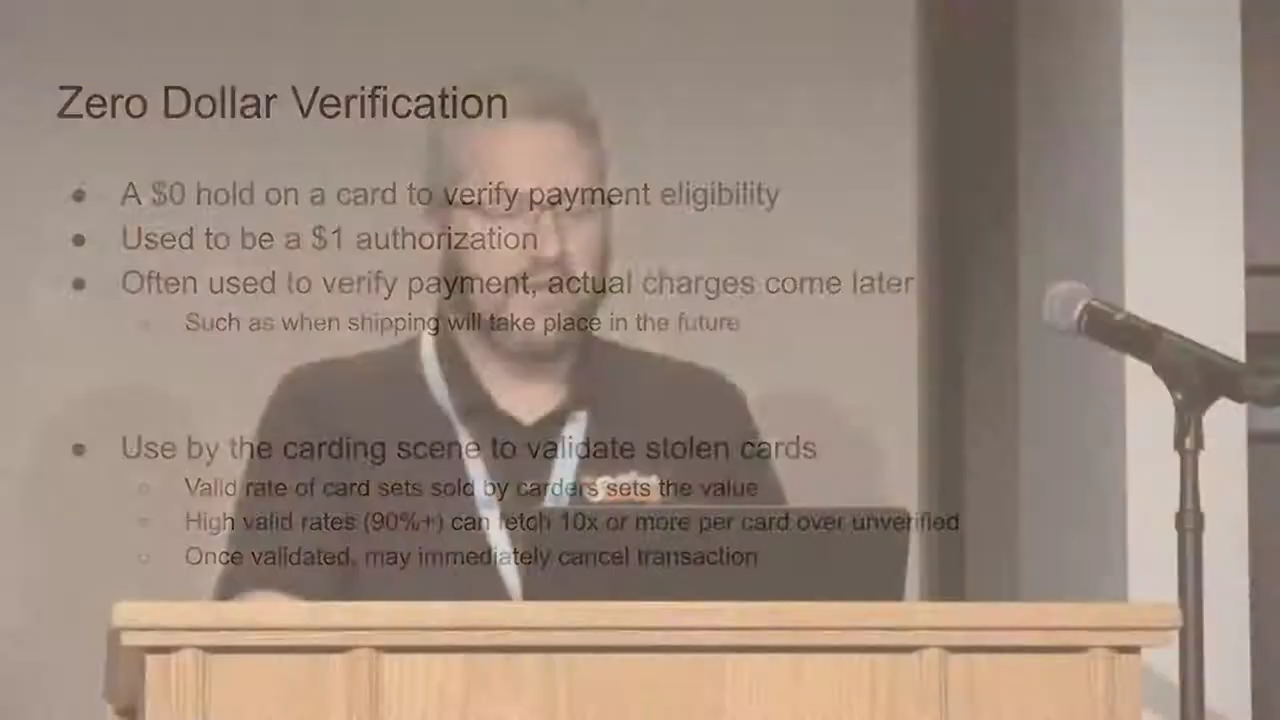 Zero Dollar Verification
● A $0 hold on a card to verify payment eligibility
● Used to be a $1 authorization
● Often used to verify payment, actual charges come later
○ Such as when shipping will take place in the future
● Use by the carding scene to validate stolen cards
○ Valid rate of card sets sold by carders sets the value
○ High valid rates (90%+) can fetch 10x or more per card over unverified
○ Once validated, may immediately cancel transaction